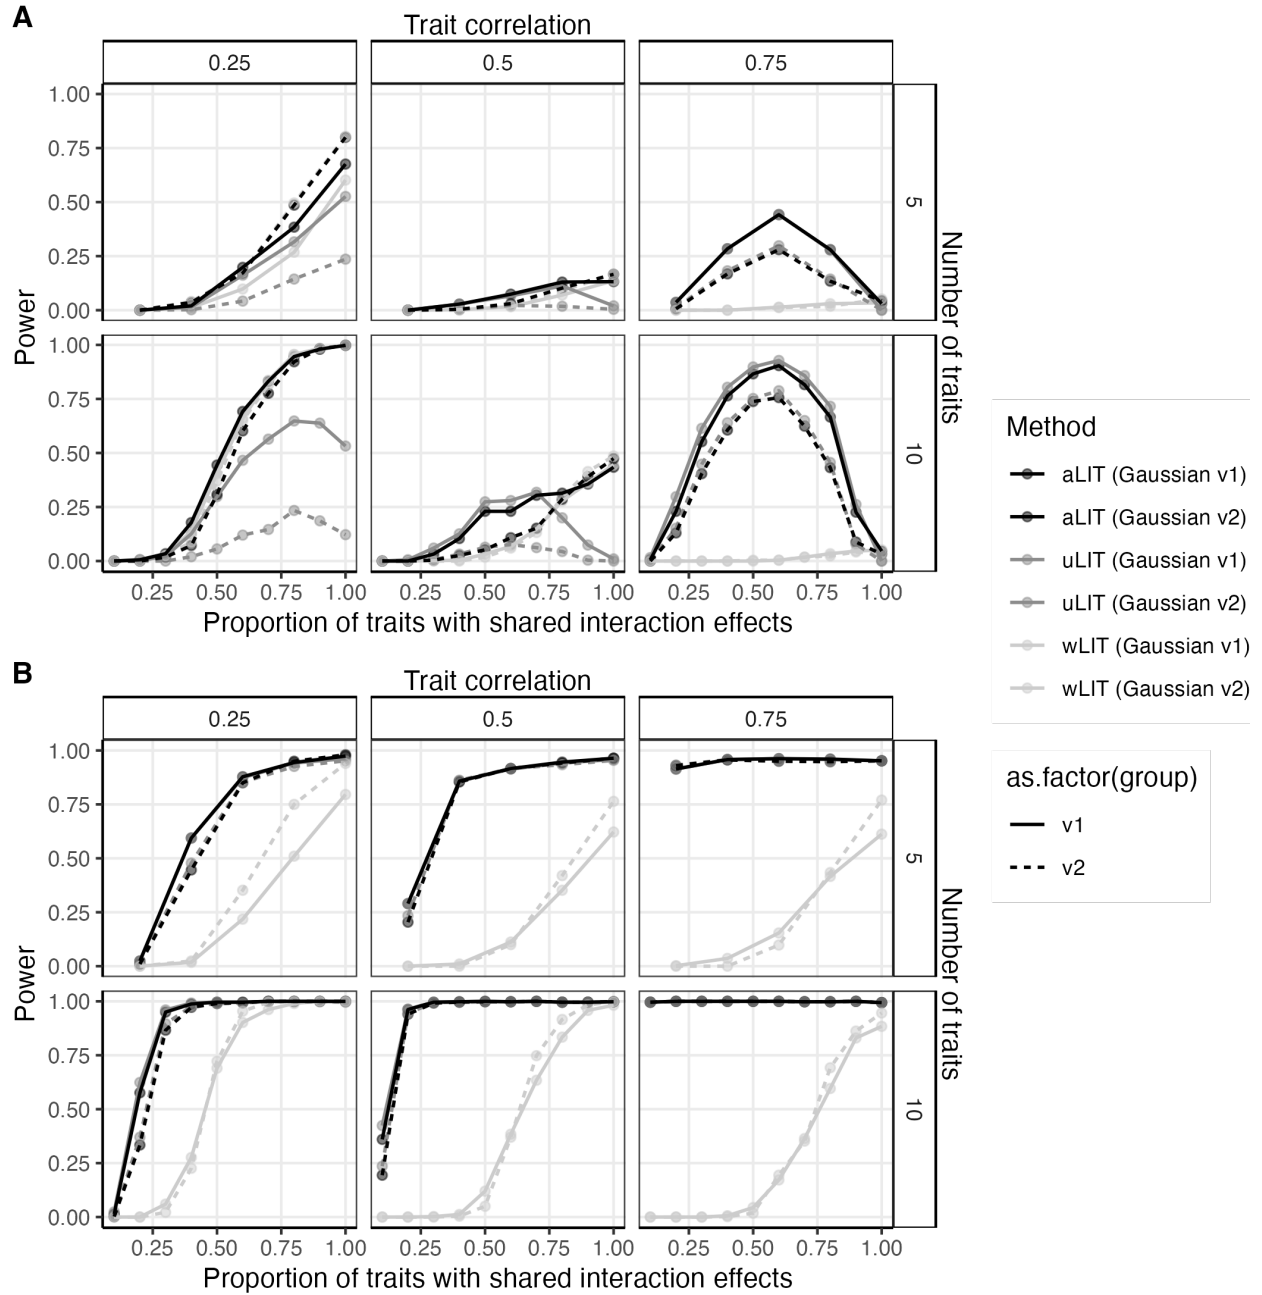 A
Trait correlation
0.25
0.5
0.75
1.00
0.75
0.50
0.25
0.00
5
1.00
0.75
0.50
0.25
0.00
10
Power
Number of traits
0.25 0.50 0.75 1.00
0.25 0.50 0.75 1.00
0.25 0.50 0.75 1.00
Proportion of traits with shared interaction effects
B
Trait correlation
0.25
0.5
0.75
1.00
0.75
0.50
0.25
0.00
5
1.00
0.75
0.50
0.25
0.00
10
Power
Number of traits
0.25 0.50 0.75 1.00
0.25 0.50 0.75 1.00
0.25 0.50 0.75 1.00
Proportion of traits with shared interaction effects
Method
aLIT (Gaussian v1)
aLIT (Gaussian v2)
uLIT (Gaussian v1)
uLIT (Gaussian v2)
wLIT (Gaussian v1)
wLIT (Gaussian v2)
as.factor(group)
v1
v2